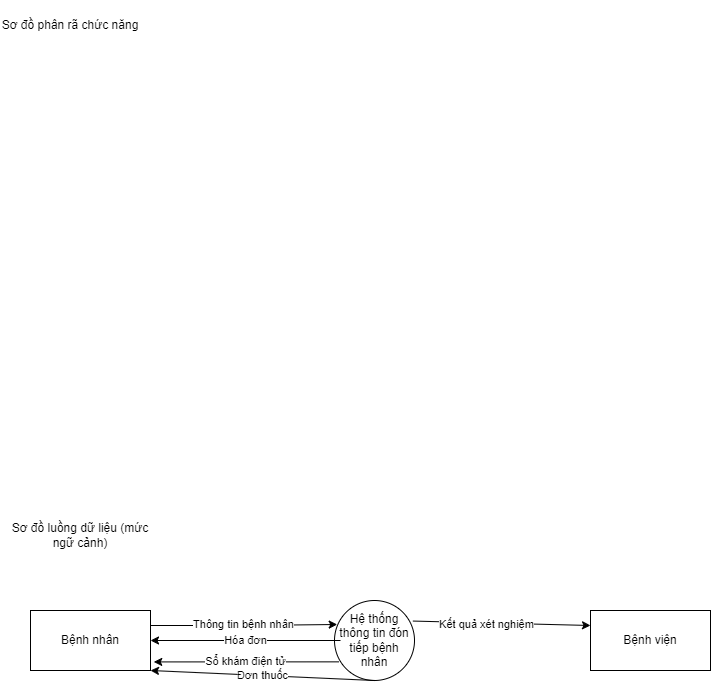 Sơ đồ phân rã chức năng
Sơ đồ luồng dữ liệu (mức
ngữ cảnh)
Bệnh nhân
Thông tin bệnh nhân
Hóa đơn
Sổ khám điện tử
Đơn thuốc
Hệ thống
thông tin đón
tiếp bệnh
nhân
Kết quả xét nghiệm
Bệnh viện